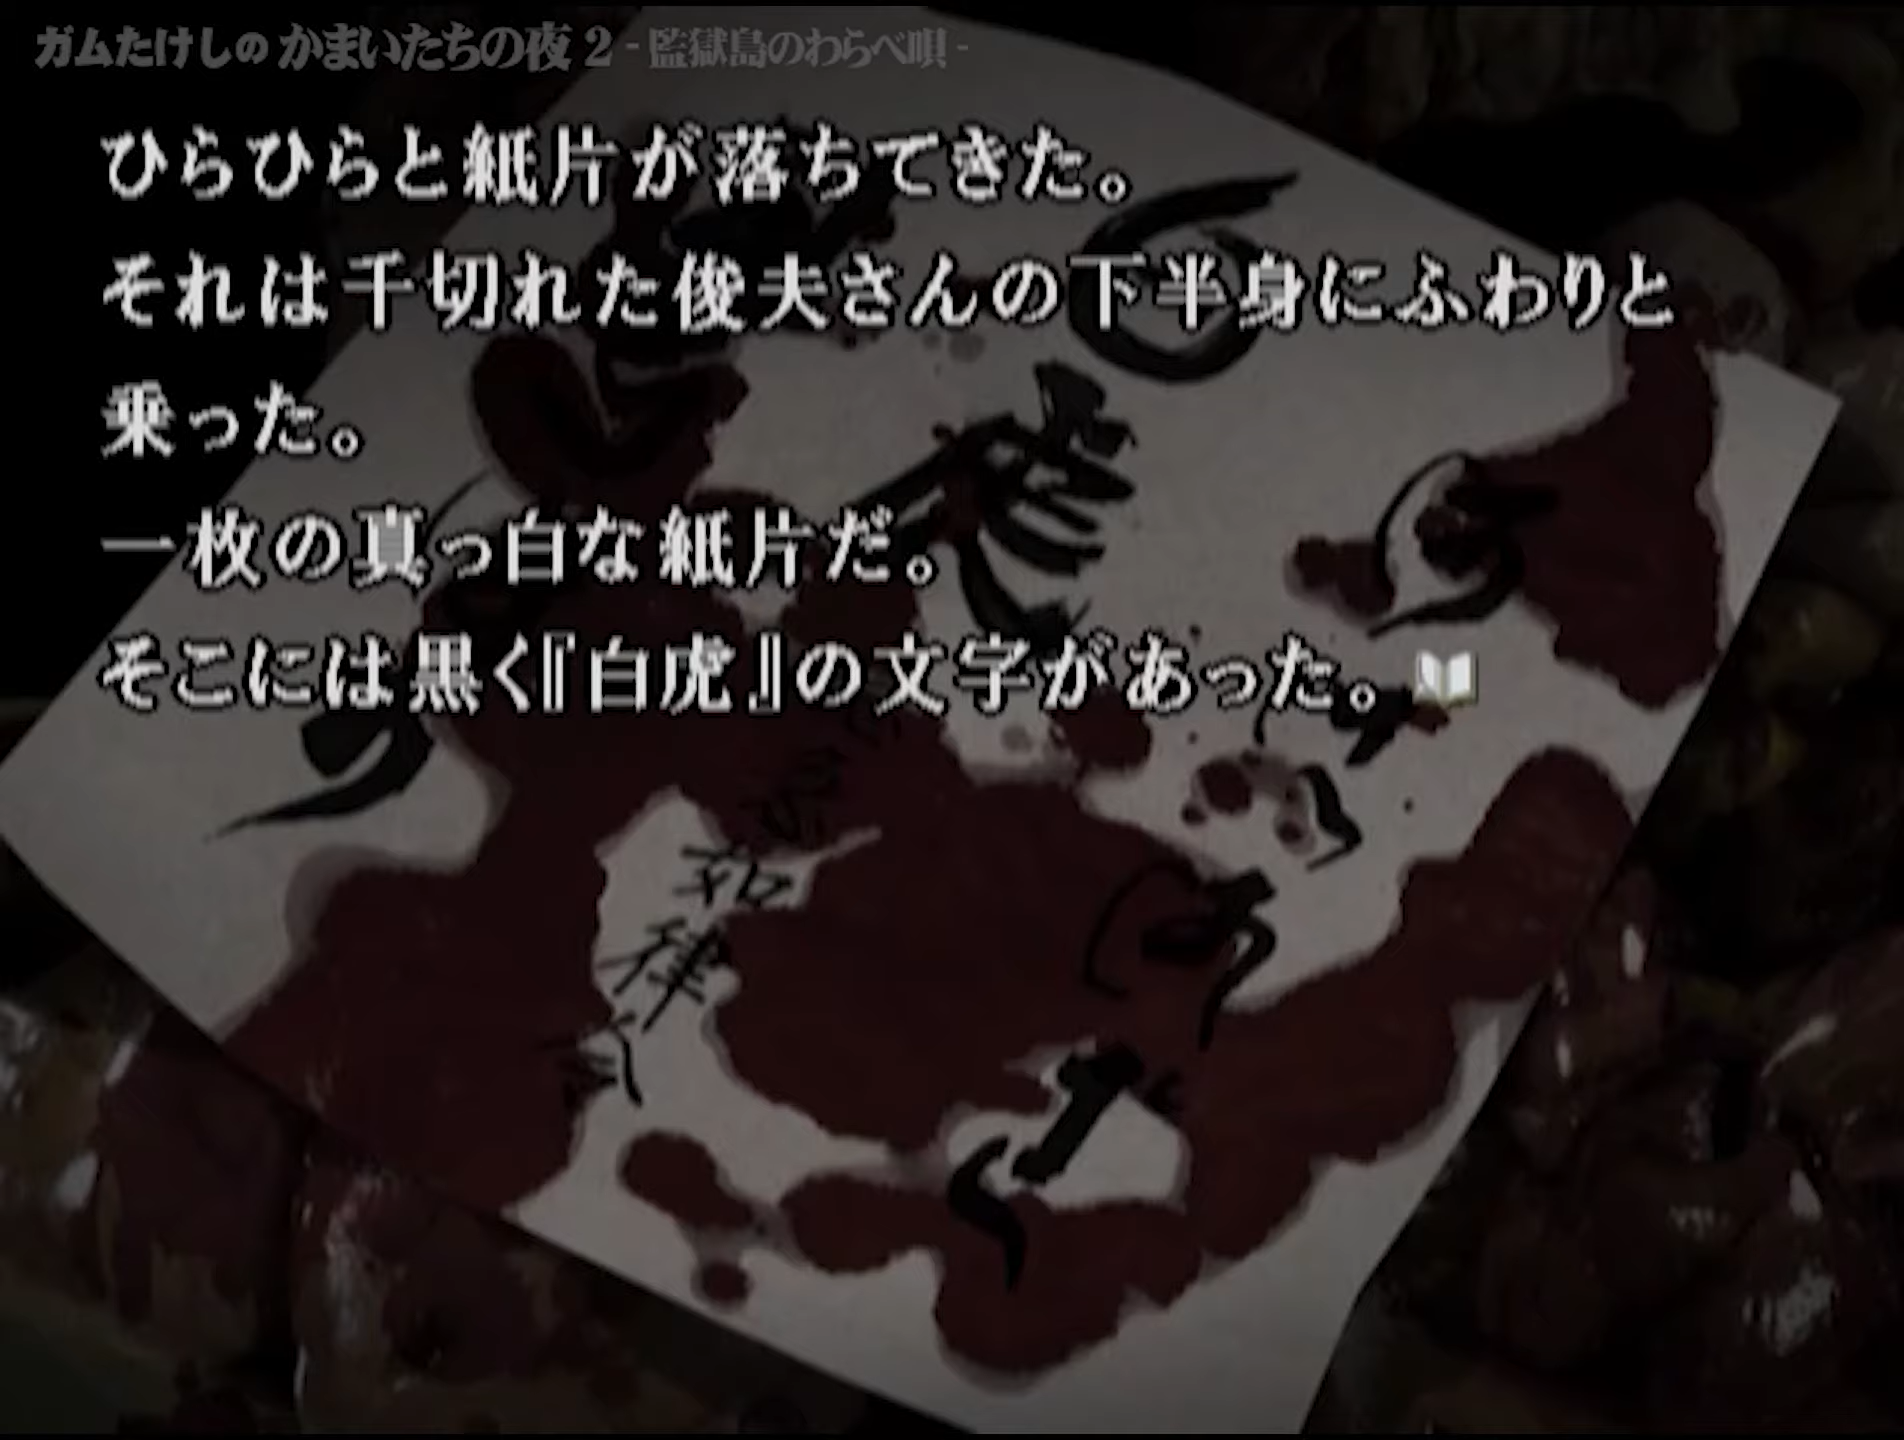 ガムたけしの かまいたちの夜2 -監獄島のわらべ唄-
ひらひらと紙片が落ちてきた。
それは千切れた俊夫さんの下半身にふわりと
乗った。
一枚の真っ白な紙片だ。
そこには黒く『白虎』の文字があった。
如律令